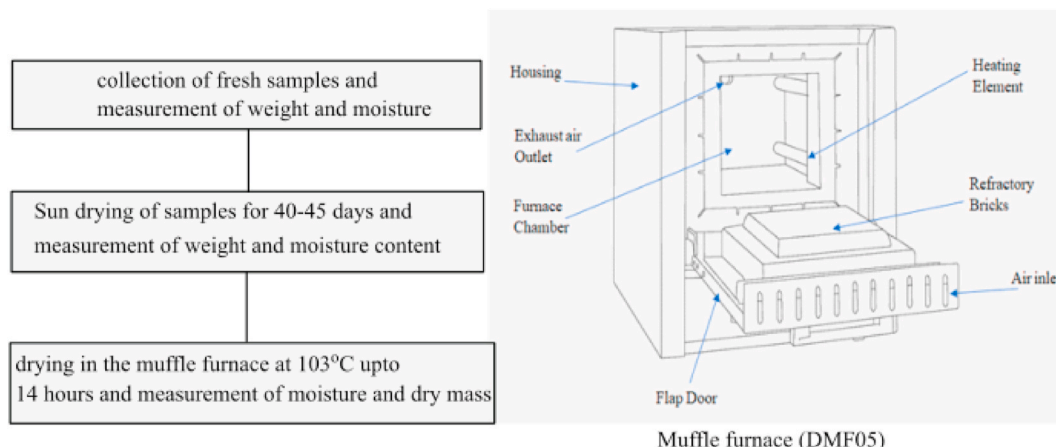 collection of fresh samples and
measurement of weight and moisture
Sun drying of samples for 40-45 days and
measurement of weight and moisture content
drying in the muffle furnace at 103°C upto
14 hours and measurement of moisture and dry mass
Housing
Exhaust air
Outlet
Furnace
Chamber
Heating
Element
Refractory
Bricks
Air inle
Flap Door
Muffle furnace (DMF05)